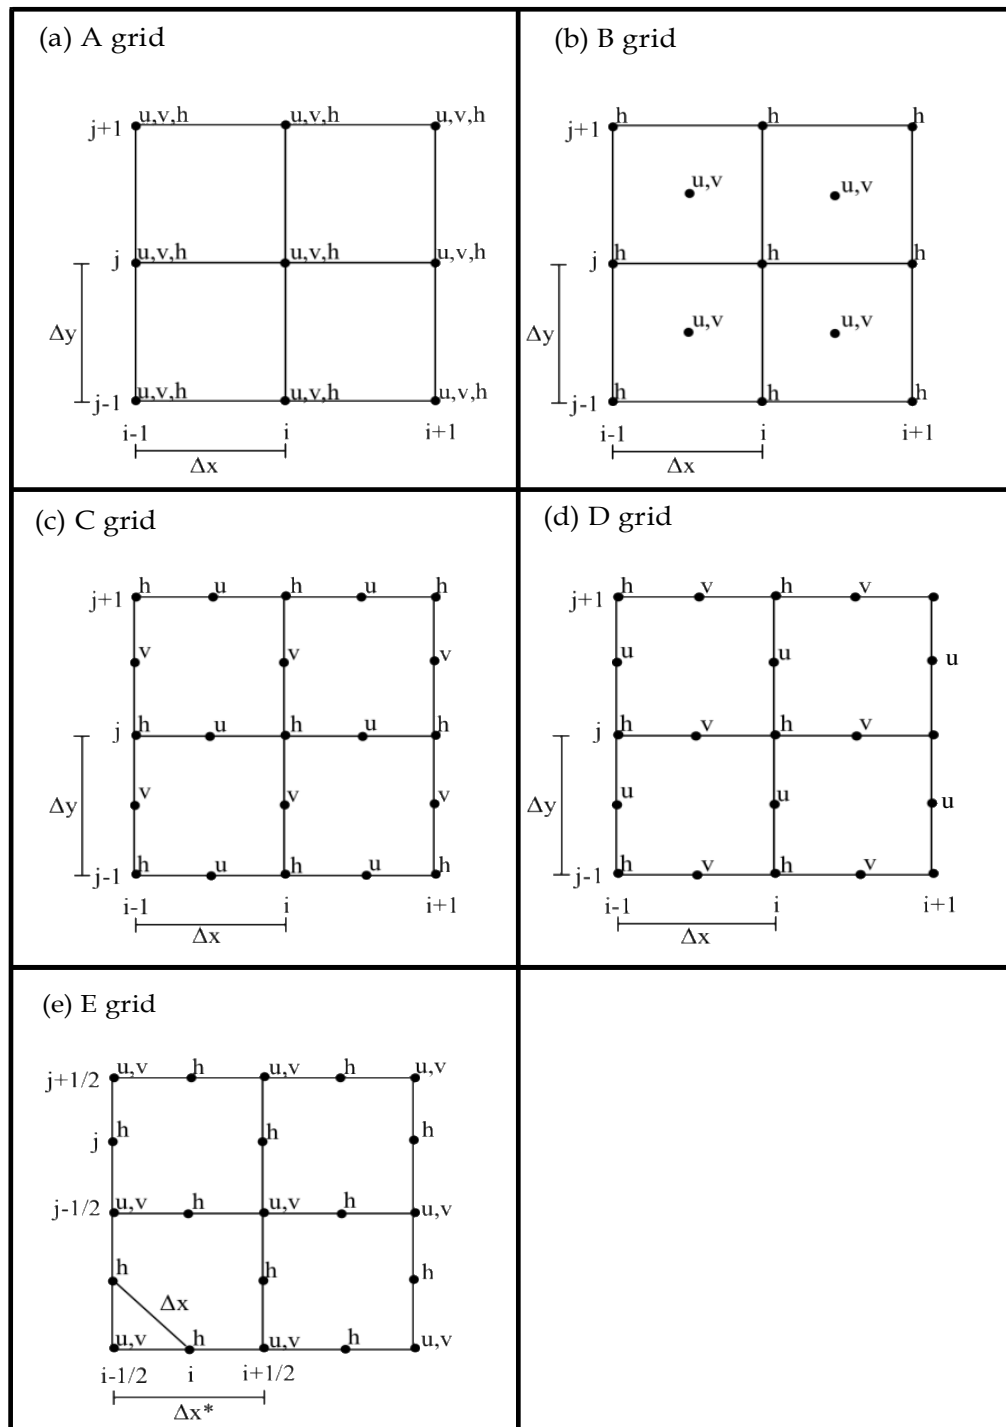 (a) A grid
j+1 u,v,h u,v,h u,v,h
j u,v,h u,v,h u,v,h
Δy
j-1 u,v,h u,v,h u,v,h
i-1 i i+1
Δx
(b) B grid
j+1 h h h
u,v u,v
j h h h
Δy u,v u,v
j-1 h h h
i-1 i i+1
Δx
(c) C grid
j+1 h u h u h
v v v
j h u h u h
Δy v v v
j-1 h u h u h
i-1 i i+1
Δx
(d) D grid
j+1 h v h v
u u u
j h v h v
Δy u u u
j-1 h v h v
i-1 i i+1
Δx
(e) E grid
j+1/2 u,v h u,v h u,v
j h h h
j-1/2 u,v h u,v h u,v
h h h
Δx
u,v h u,v h u,v
i-1/2 i i+1/2
Δx*